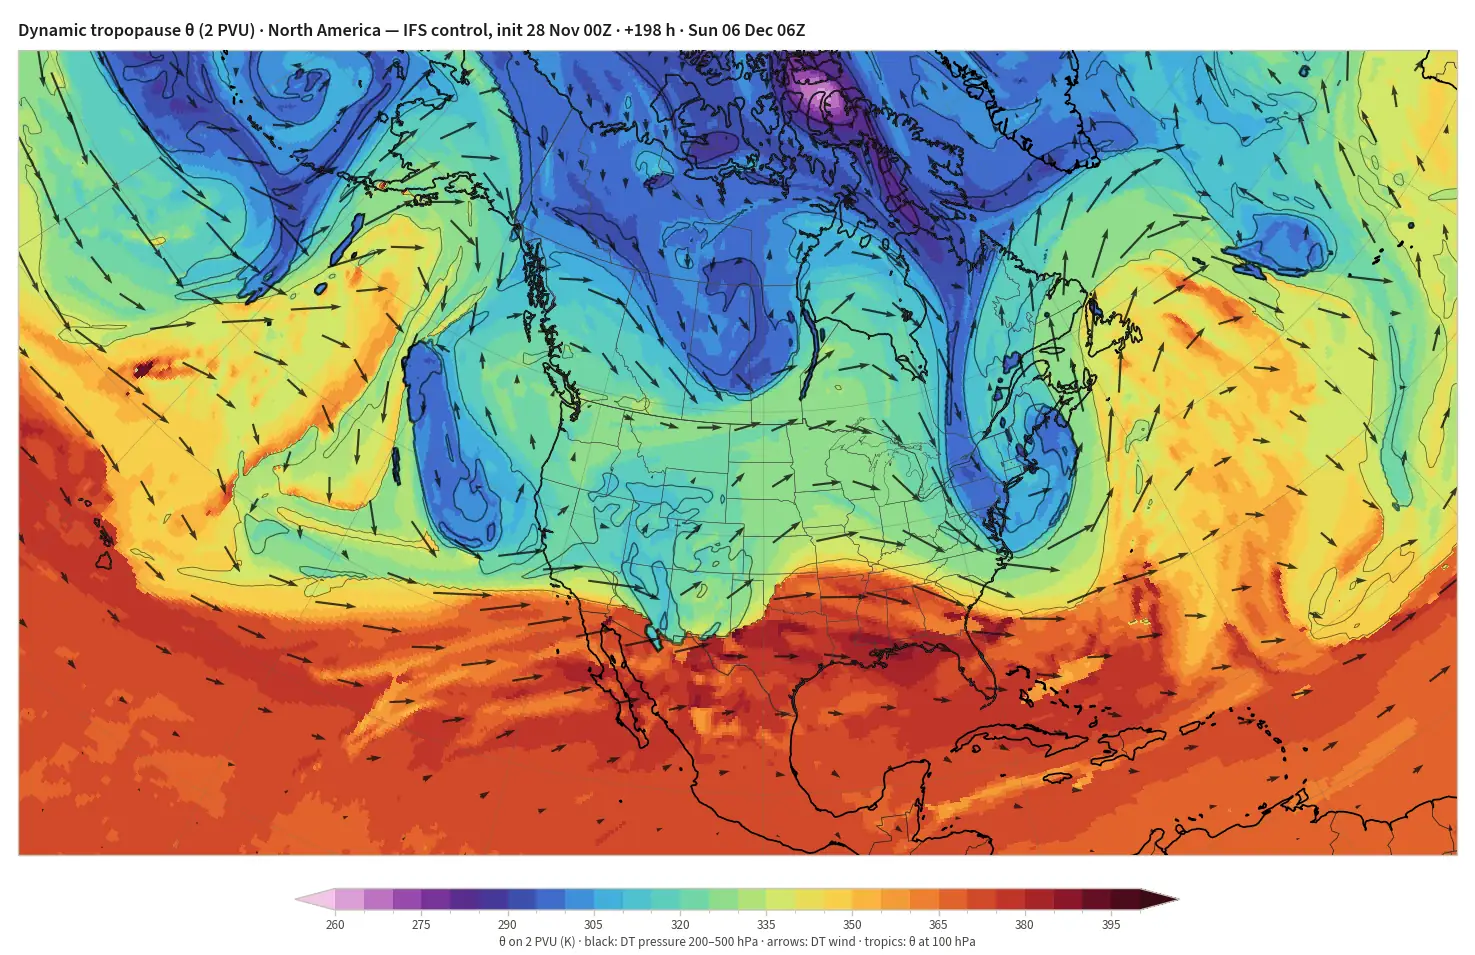 Dynamic tropopause θ (2 PVU) · North America — IFS control, init 28 Nov 00Z · +198 h · Sun 06 Dec 06Z
260 275 290 305 320 335 350 365 380 395
θ on 2 PVU (K) · black: DT pressure 200–500 hPa · arrows: DT wind · tropics: θ at 100 hPa